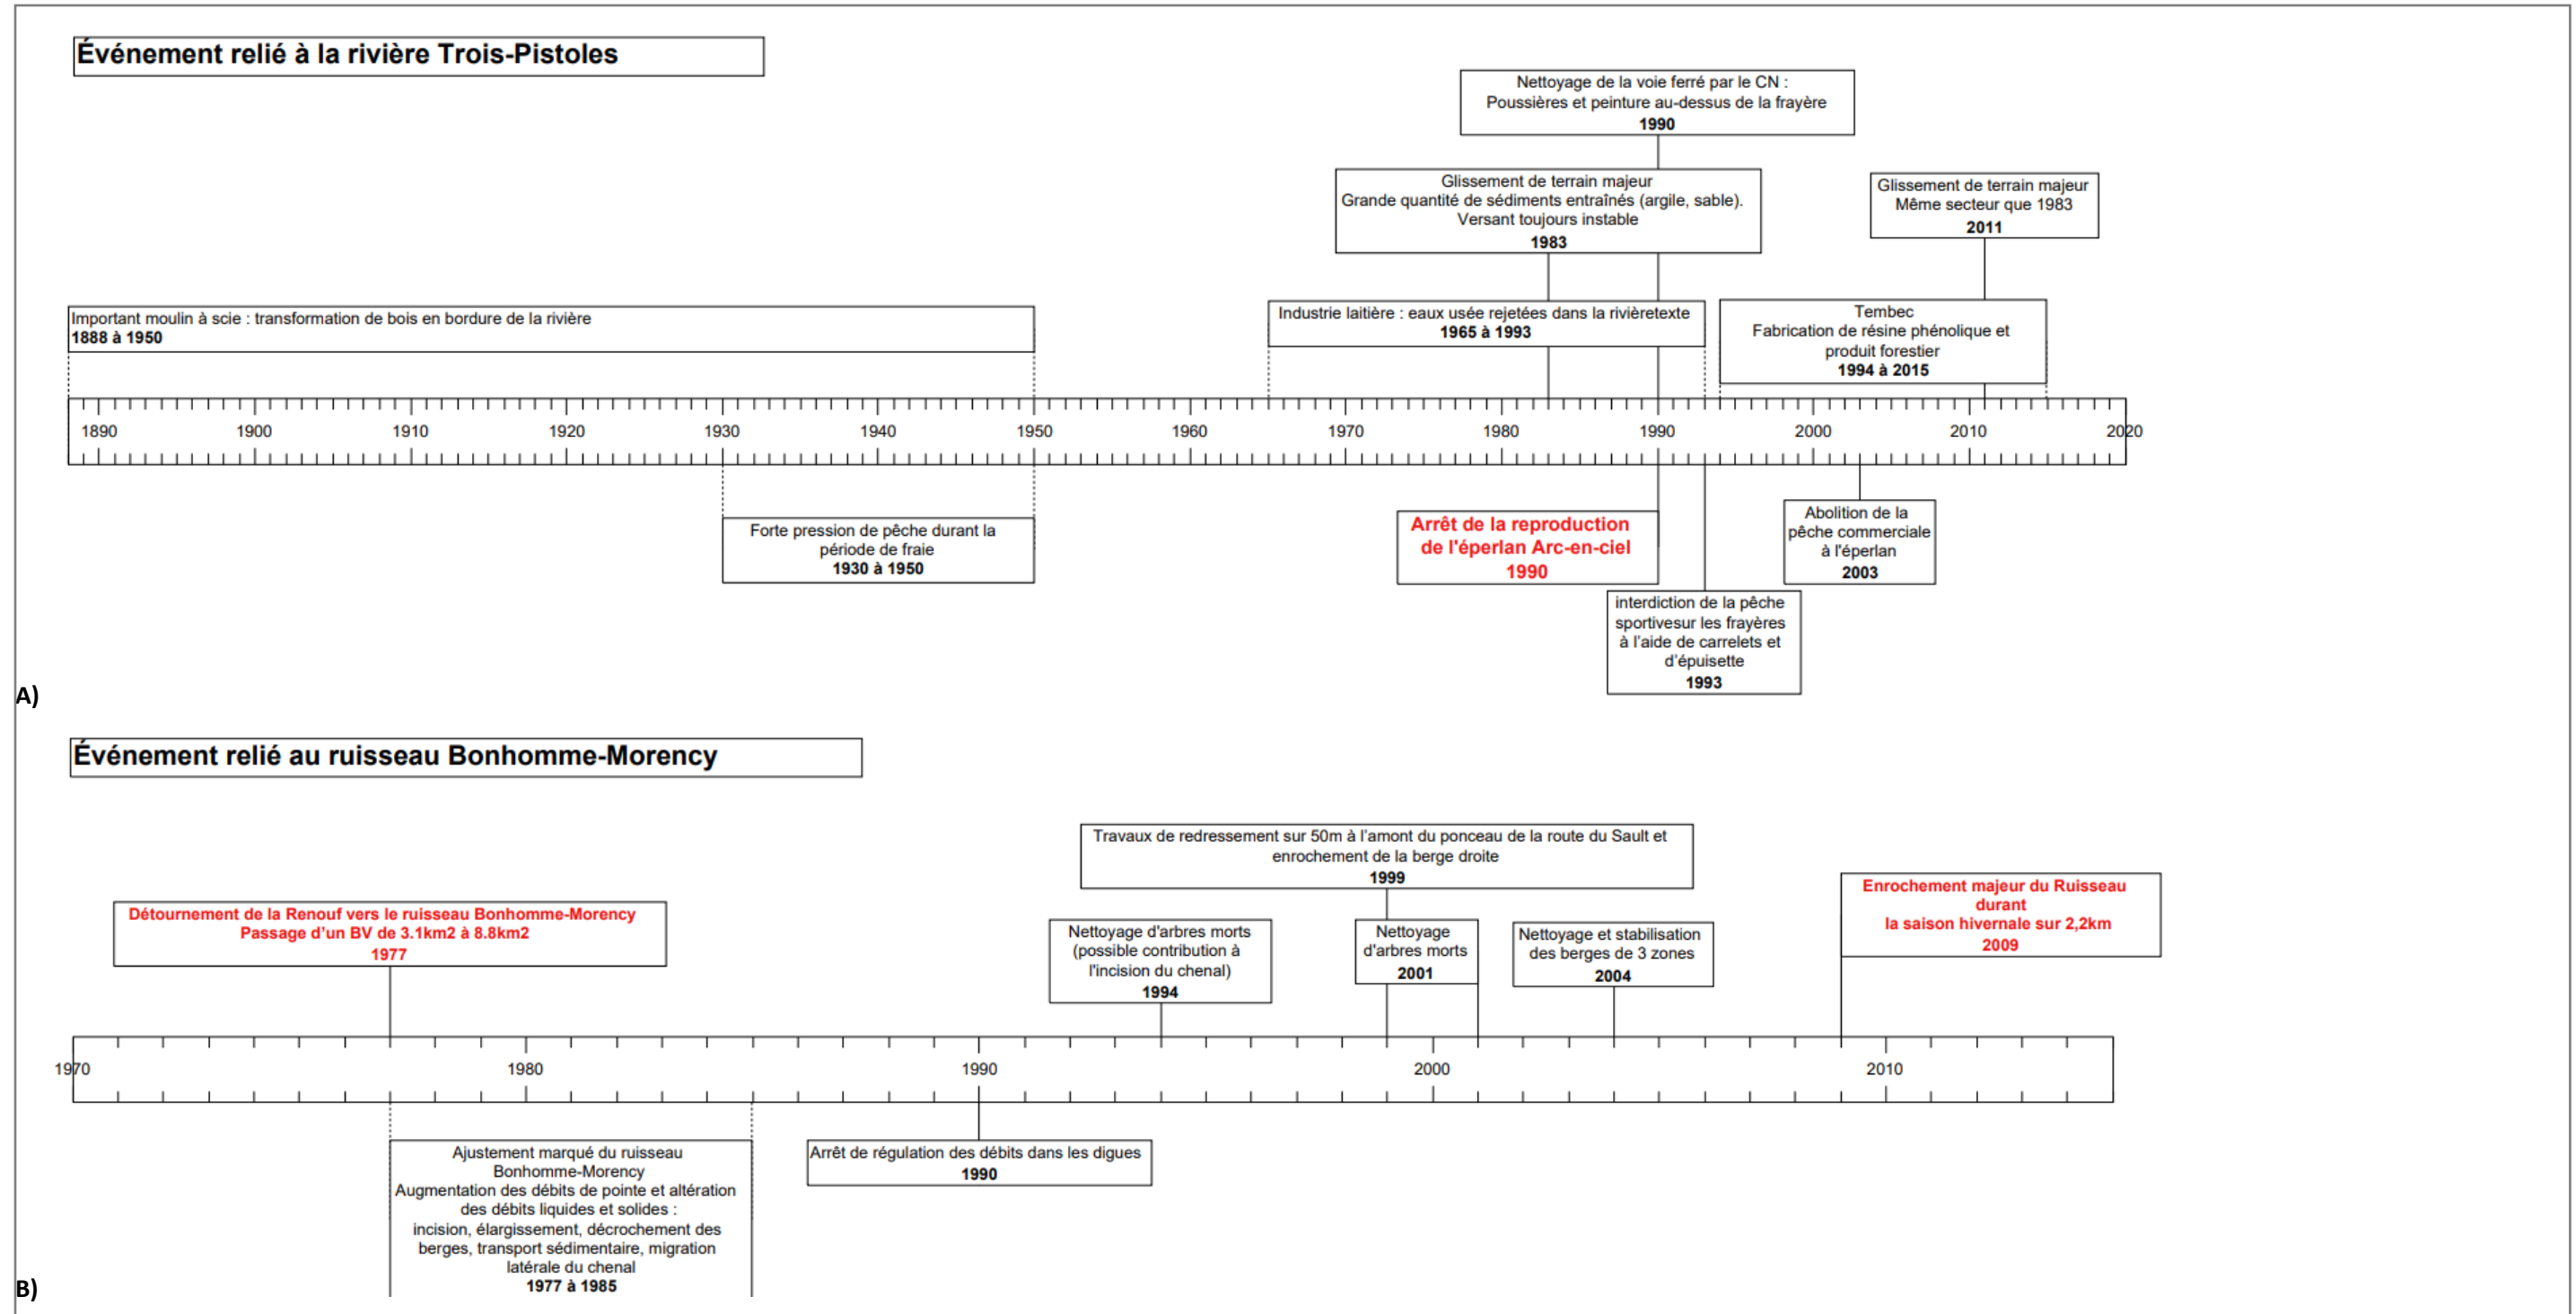 Événement relié à la rivière Trois-Pistoles
Nettoyage de la voie ferré par le CN :
Poussières et peinture au-dessus de la frayère
1990
Glissement de terrain majeur
Grande quantité de sédiments entraînés (argile, sable).
Versant toujours instable
1983
Glissement de terrain majeur
Même secteur que 1983
2011
Important moulin à scie : transformation de bois en bordure de la rivière
1888 à 1950
Industrie laitière : eaux usée rejetées dans la rivièretexte
1965 à 1993
Tembec
Fabrication de résine phénolique et
produit forestier
1994 à 2015
1890 1900 1910 1920 1930 1940 1950 1960 1970 1980 1990 2000 2010 2020
Forte pression de pêche durant la
période de fraie
1930 à 1950
Arrêt de la reproduction
de l'éperlan Arc-en-ciel
1990
Abolition de la
pêche commerciale
à l'éperlan
2003
interdiction de la pêche
sportivesur les frayères
à l'aide de carrelets et
d'épuisette
1993
A)
Événement relié au ruisseau Bonhomme-Morency
Travaux de redressement sur 50m à l'amont du ponceau de la route du Sault et
enrochement de la berge droite
1999
Détournement de la Renouf vers le ruisseau Bonhomme-Morency
Passage d'un BV de 3.1km2 à 8.8km2
1977
Nettoyage d'arbres morts
(possible contribution à
l'incision du chenal)
1994
Nettoyage
d'arbres morts
2001
Nettoyage et stabilisation
des berges de 3 zones
2004
Enrochement majeur du Ruisseau
durant
la saison hivernale sur 2,2km
2009
1970 1980 1990 2000 2010
Ajustement marqué du ruisseau
Bonhomme-Morency
Augmentation des débits de pointe et altération
des débits liquides et solides :
incision, élargissement, décrochement des
berges, transport sédimentaire, migration
latérale du chenal
1977 à 1985
Arrêt de régulation des débits dans les digues
1990
B)